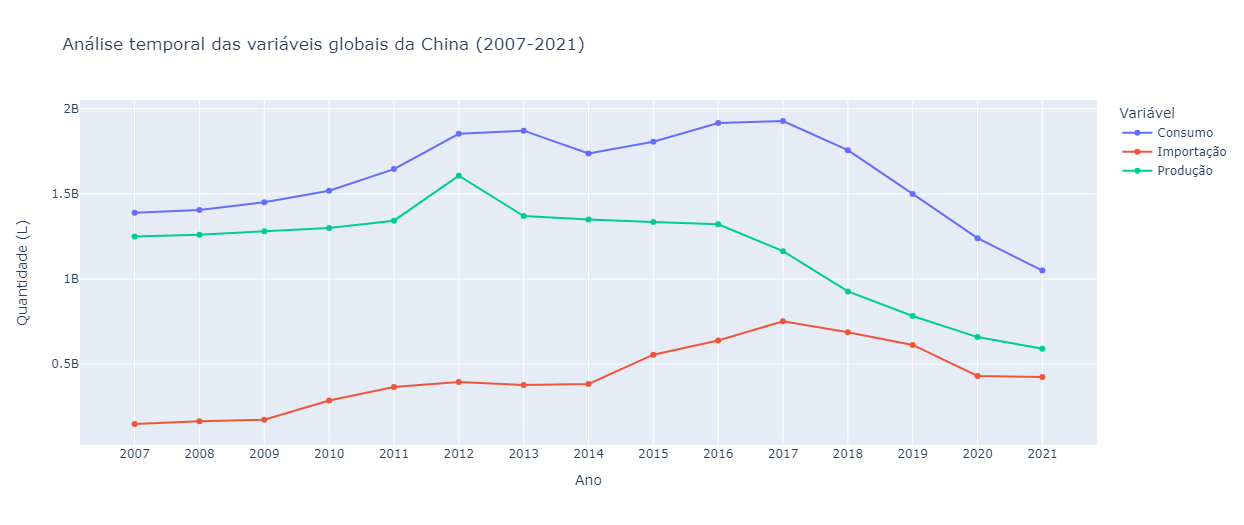 Análise temporal das variáveis globais da China (2007-2021)
2B
1.5B
1B
0.5B
Quantidade (L)
2007 2008 2009 2010 2011 2012 2013 2014 2015 2016 2017 2018 2019 2020 2021
Ano
Variável
Consumo
Importação
Produção